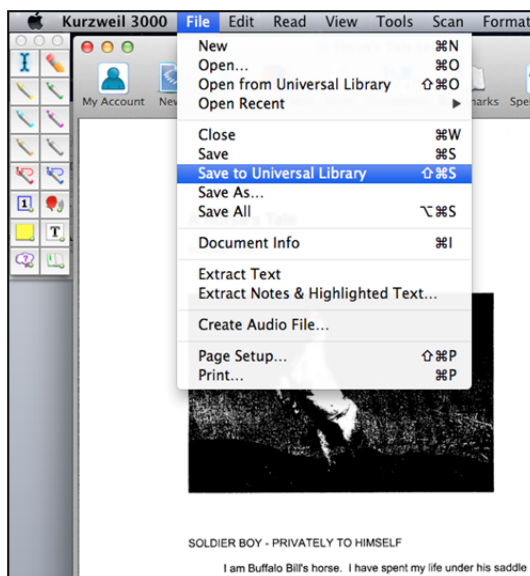 Kurzweil 3000 File Edit Read View Tools Scan Format
New ⌘N
Open... ⌘O
Open from Universal Library ⇧⌘O
Open Recent ▶
Close ⌘W
Save ⌘S
Save to Universal Library ⇧⌘S
Save As...
Save All ⌥⌘S
Document Info ⌘I
Extract Text
Extract Notes & Highlighted Text...
Create Audio File...
Page Setup... ⇧⌘P
Print... ⌘P
My Account
1
T
?
SOLDIER BOY - PRIVATELY TO HIMSELF
I am Buffalo Bill's horse. I have spent my life under his saddle